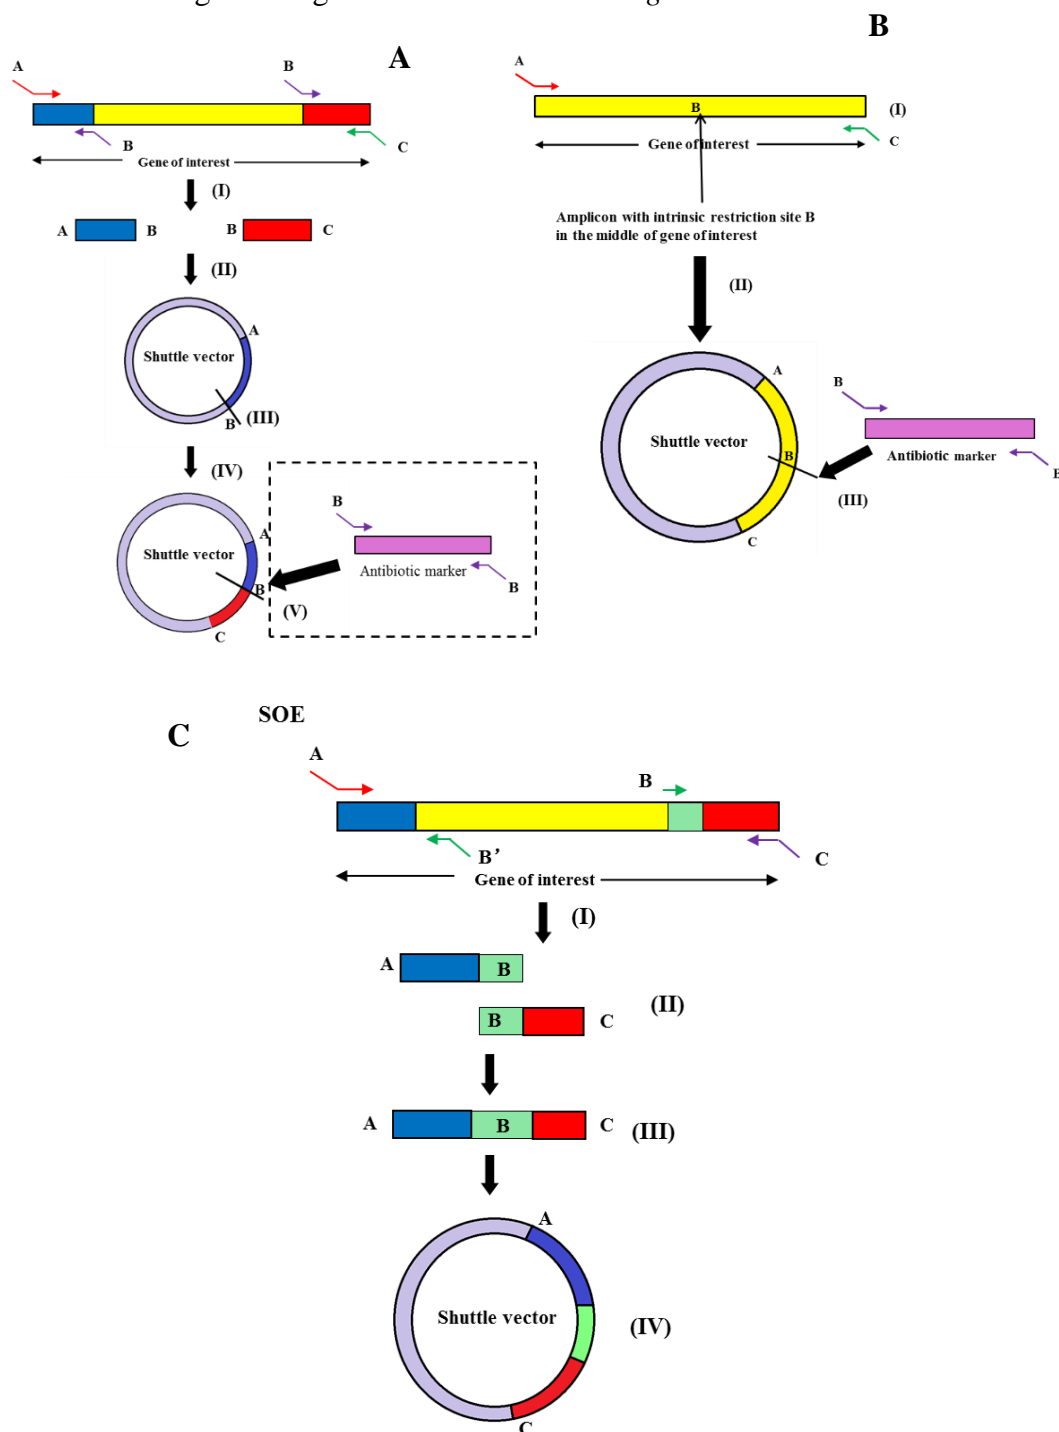 B
A
A
B
B
C
Gene of interest
(I)
A
B
B
C
(II)
A
Shuttle vector
B
(III)
(IV)
A
Shuttle vector
B
C
(V)
B
Antibiotic marker
B
A
B
(I)
C
Gene of interest
Amplicon with intrinsic restriction site B
in the middle of gene of interest
(II)
A
Shuttle vector
B
C
(III)
B
Antibiotic marker
B
SOE
C
A
B
B’
C
Gene of interest
(I)
A
B
(II)
B
C
A
B
C
(III)
A
Shuttle vector
(IV)
C